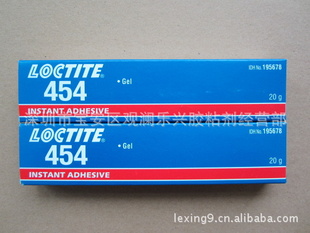 LOCTITE®
IDH No. 195678
454
• Gel
20 g
INSTANT ADHESIVE
深圳市宝安区观澜乐兴胶粘剂经营部
LOCTITE®
IDH No. 195678
454
• Gel
20 g
INSTANT ADHESIVE
lexing9.cn.alibaba.com